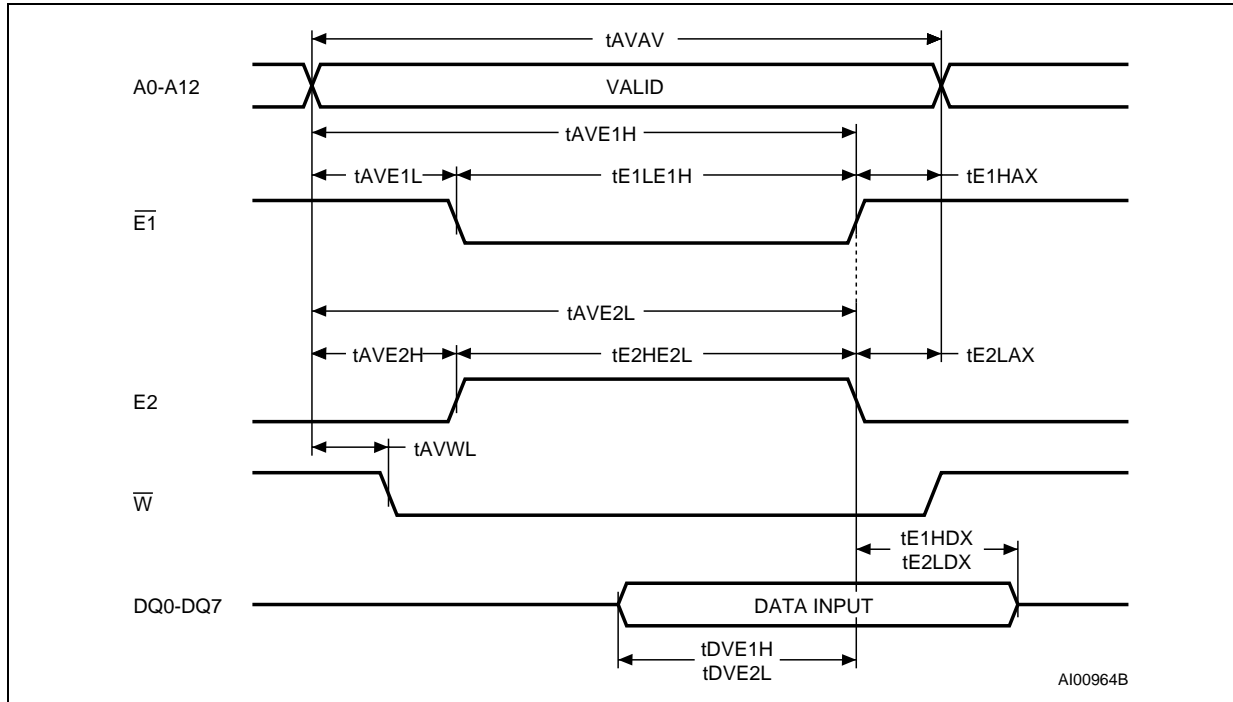 tAVAV
A0-A12 VALID
tAVE1H
tAVE1L tE1LE1H tE1HAX
E1
tAVE2L
tAVE2H tE2HE2L tE2LAX
E2
tAVWL
W
tE1HDX
tE2LDX
DQ0-DQ7 DATA INPUT
tDVE1H
tDVE2L
AI00964B